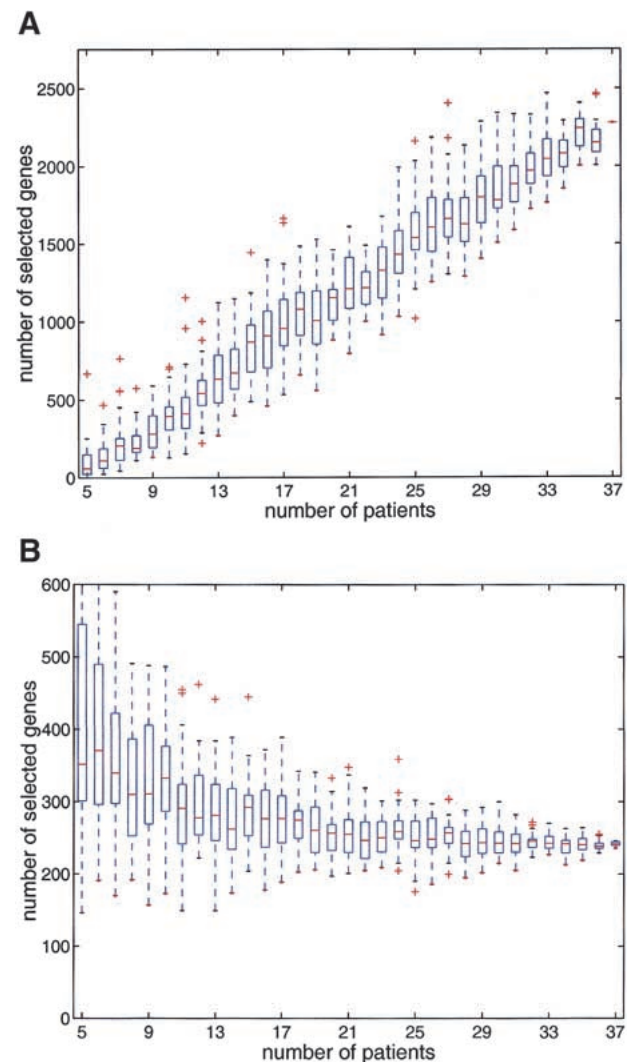 A
2500
2000
1500
1000
500
0
number of selected genes
5 9 13 17 21 25 29 33 37
number of patients
B
600
500
400
300
200
100
0
number of selected genes
5 9 13 17 21 25 29 33 37
number of patients